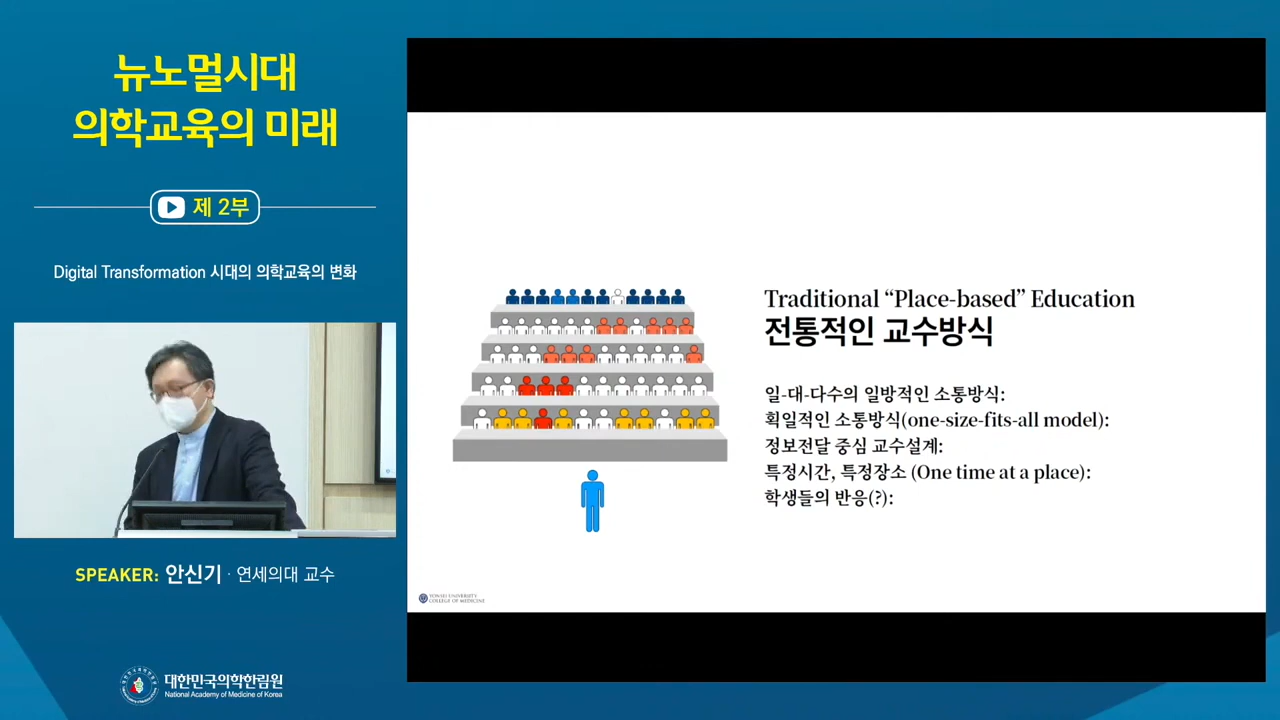 뉴노멀시대
의학교육의 미래
제 2부
Digital Transformation 시대의 의학교육의 변화
SPEAKER: 안신기 · 연세의대 교수
대한민국의학한림원
National Academy of Medicine of Korea
Traditional “Place-based” Education
전통적인 교수방식
일-대-다수의 일방적인 소통방식:
획일적인 소통방식(one-size-fits-all model):
정보전달 중심 교수설계:
특정시간, 특정장소 (One time at a place):
학생들의 반응(?):
YONSEI UNIVERSITY
COLLEGE OF MEDICINE